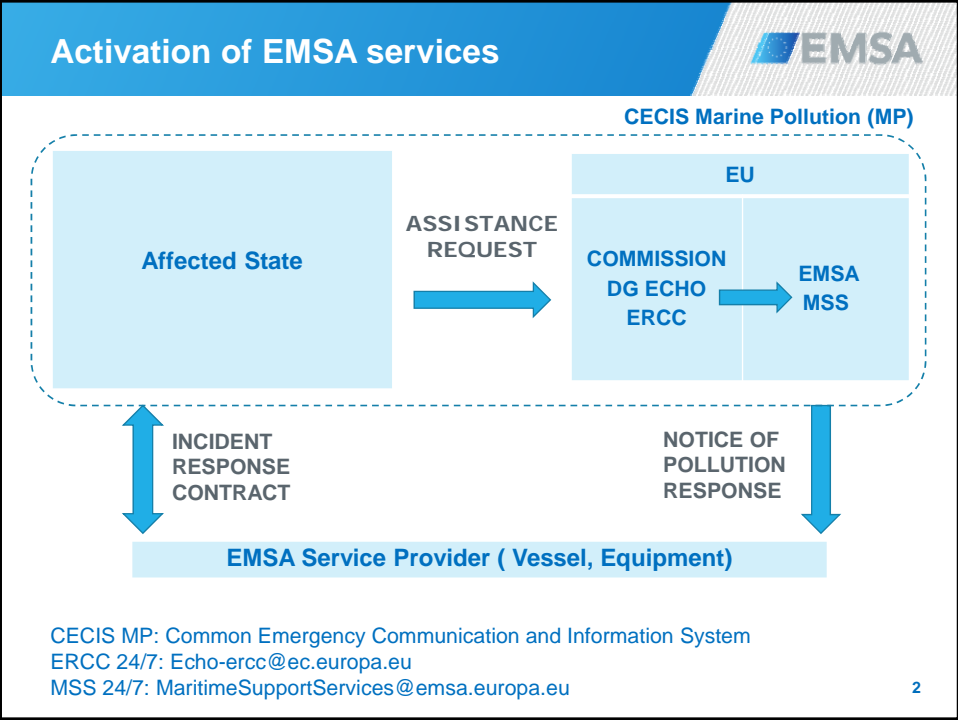 Activation of EMSA services
EMSA
CECIS Marine Pollution (MP)
Affected State
ASSISTANCE
REQUEST
EU
COMMISSION
DG ECHO
ERCC
EMSA
MSS
INCIDENT
RESPONSE
CONTRACT
NOTICE OF
POLLUTION
RESPONSE
EMSA Service Provider ( Vessel, Equipment)
CECIS MP: Common Emergency Communication and Information System
ERCC 24/7: Echo-ercc@ec.europa.eu
MSS 24/7: MaritimeSupportServices@emsa.europa.eu
2